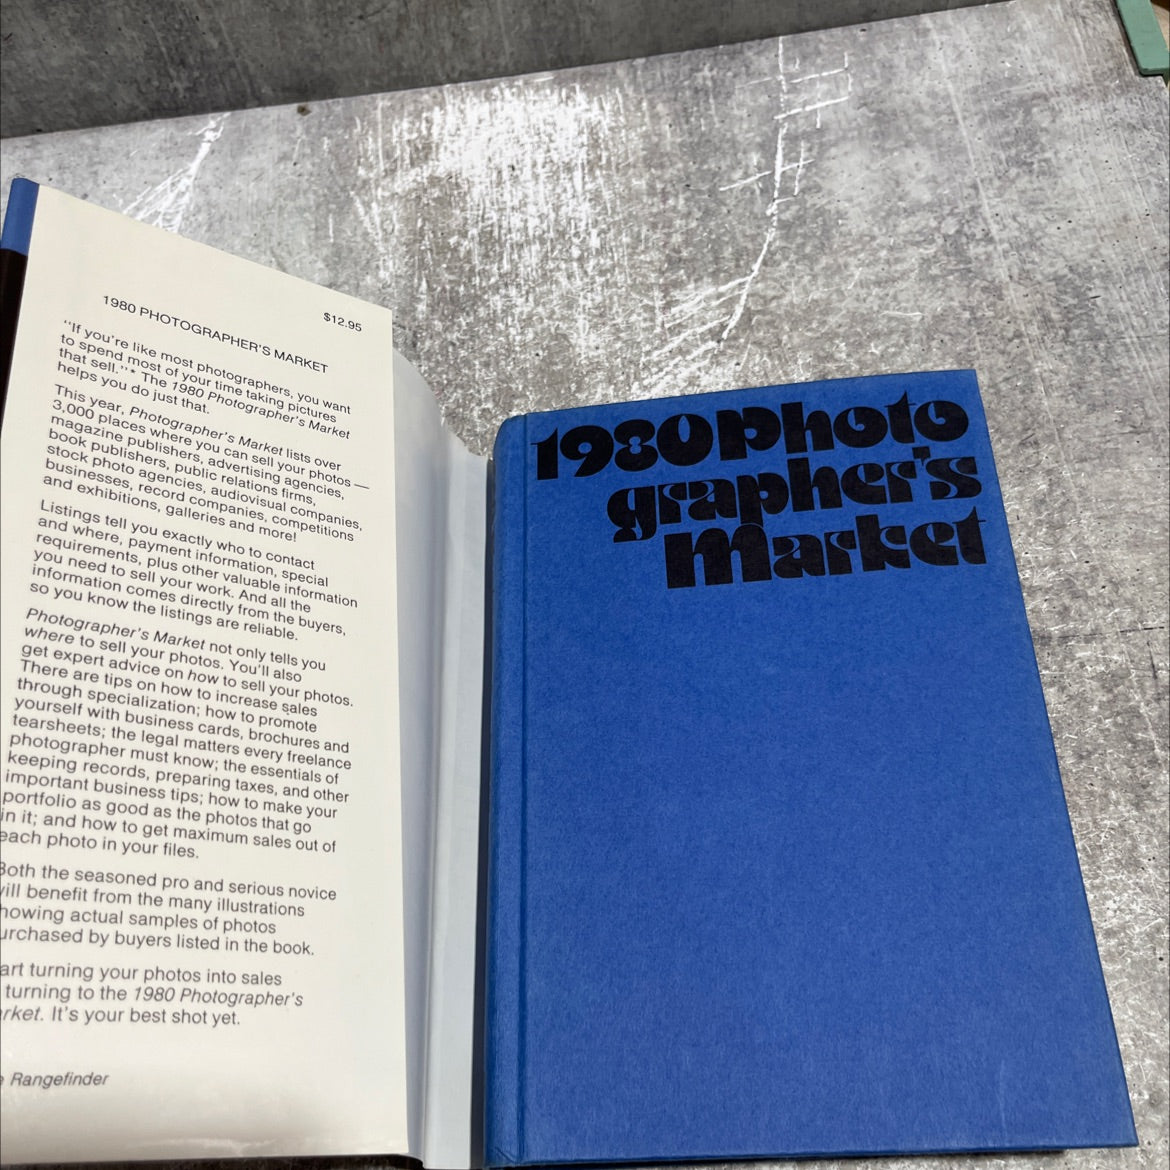 1980 PHOTOGRAPHER'S MARKET
$12.95
"If you're like most photographers, you want
to spend most of your time taking pictures
that sell."* The 1980 Photographer's Market
helps you do just that.
This year, Photographer's Market lists over
3,000 places where you can sell your photos —
magazine publishers, advertising agencies,
book publishers, public relations firms,
stock photo agencies, audiovisual companies,
businesses, record companies, competitions
and exhibitions, galleries and more!
Listings tell you exactly who to contact
and where, payment information, special
requirements, plus other valuable information
you need to sell your work. And all the
information comes directly from the buyers,
so you know the listings are reliable.
Photographer's Market not only tells you
where to sell your photos. You'll also
get expert advice on how to sell your photos.
There are tips on how to increase sales
through specialization; how to promote
yourself with business cards, brochures and
tearsheets; the legal matters every freelance
photographer must know; the essentials of
keeping records, preparing taxes, and other
important business tips; how to make your
portfolio as good as the photos that go
in it; and how to get maximum sales out of
each photo in your files.
Both the seasoned pro and serious novice
will benefit from the many illustrations
howing actual samples of photos
urchased by buyers listed in the book.
art turning your photos into sales
turning to the 1980 Photographer's
rket. It's your best shot yet.
Rangefinder
1980 Photo
grapher's
Market